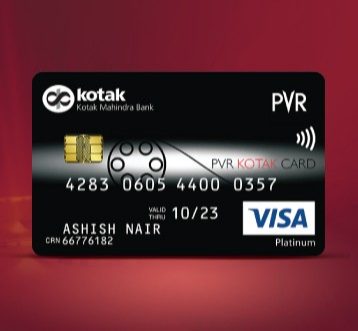 kotak
Kotak Mahindra Bank
PVR
PVR KOTAK CARD
4283 0605 4400 0357
VALID THRU 10/23
ASHISH NAIR
VISA
CRN 66776182
Platinum